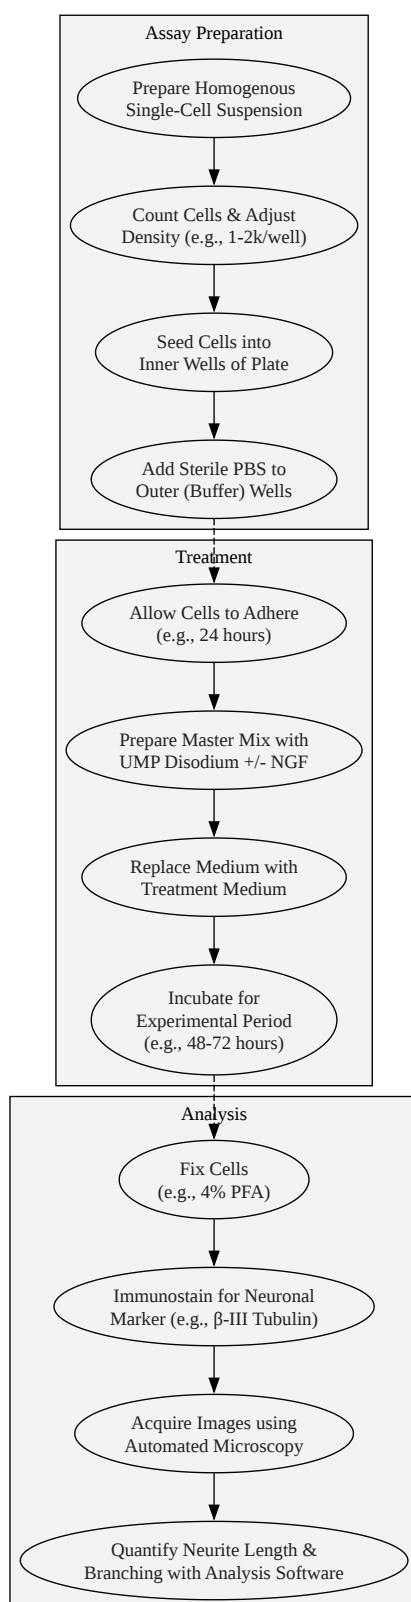 Assay Preparation
Prepare Homogenous
Single-Cell Suspension
Count Cells & Adjust
Density (e.g., 1-2k/well)
Seed Cells into
Inner Wells of Plate
Add Sterile PBS to
Outer (Buffer) Wells
Treatment
Allow Cells to Adhere
(e.g., 24 hours)
Prepare Master Mix with
UMP Disodium +/- NGF
Replace Medium with
Treatment Medium
Incubate for
Experimental Period
(e.g., 48-72 hours)
Analysis
Fix Cells
(e.g., 4% PFA)
Immunostain for Neuronal
Marker (e.g., β-III Tubulin)
Acquire Images using
Automated Microscopy
Quantify Neurite Length &
Branching with Analysis Software